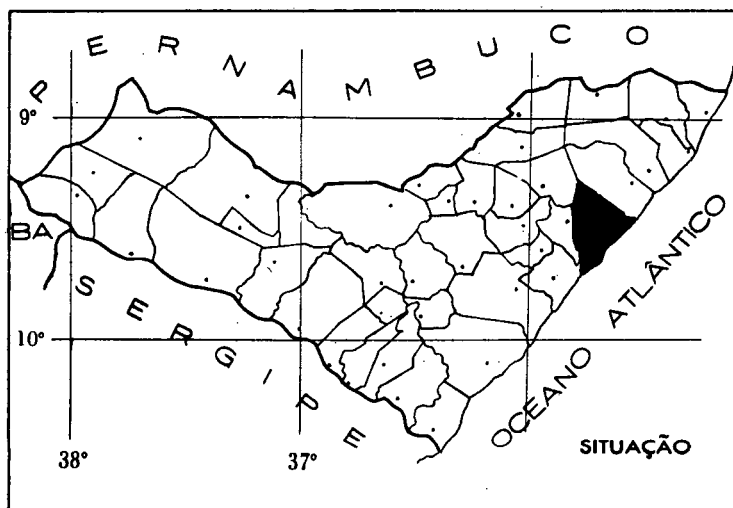 PERNAMBUCO
9°
BA
SERGIPE
OCEANO ATLÂNTICO
10°
38°
37°
SITUAÇÃO